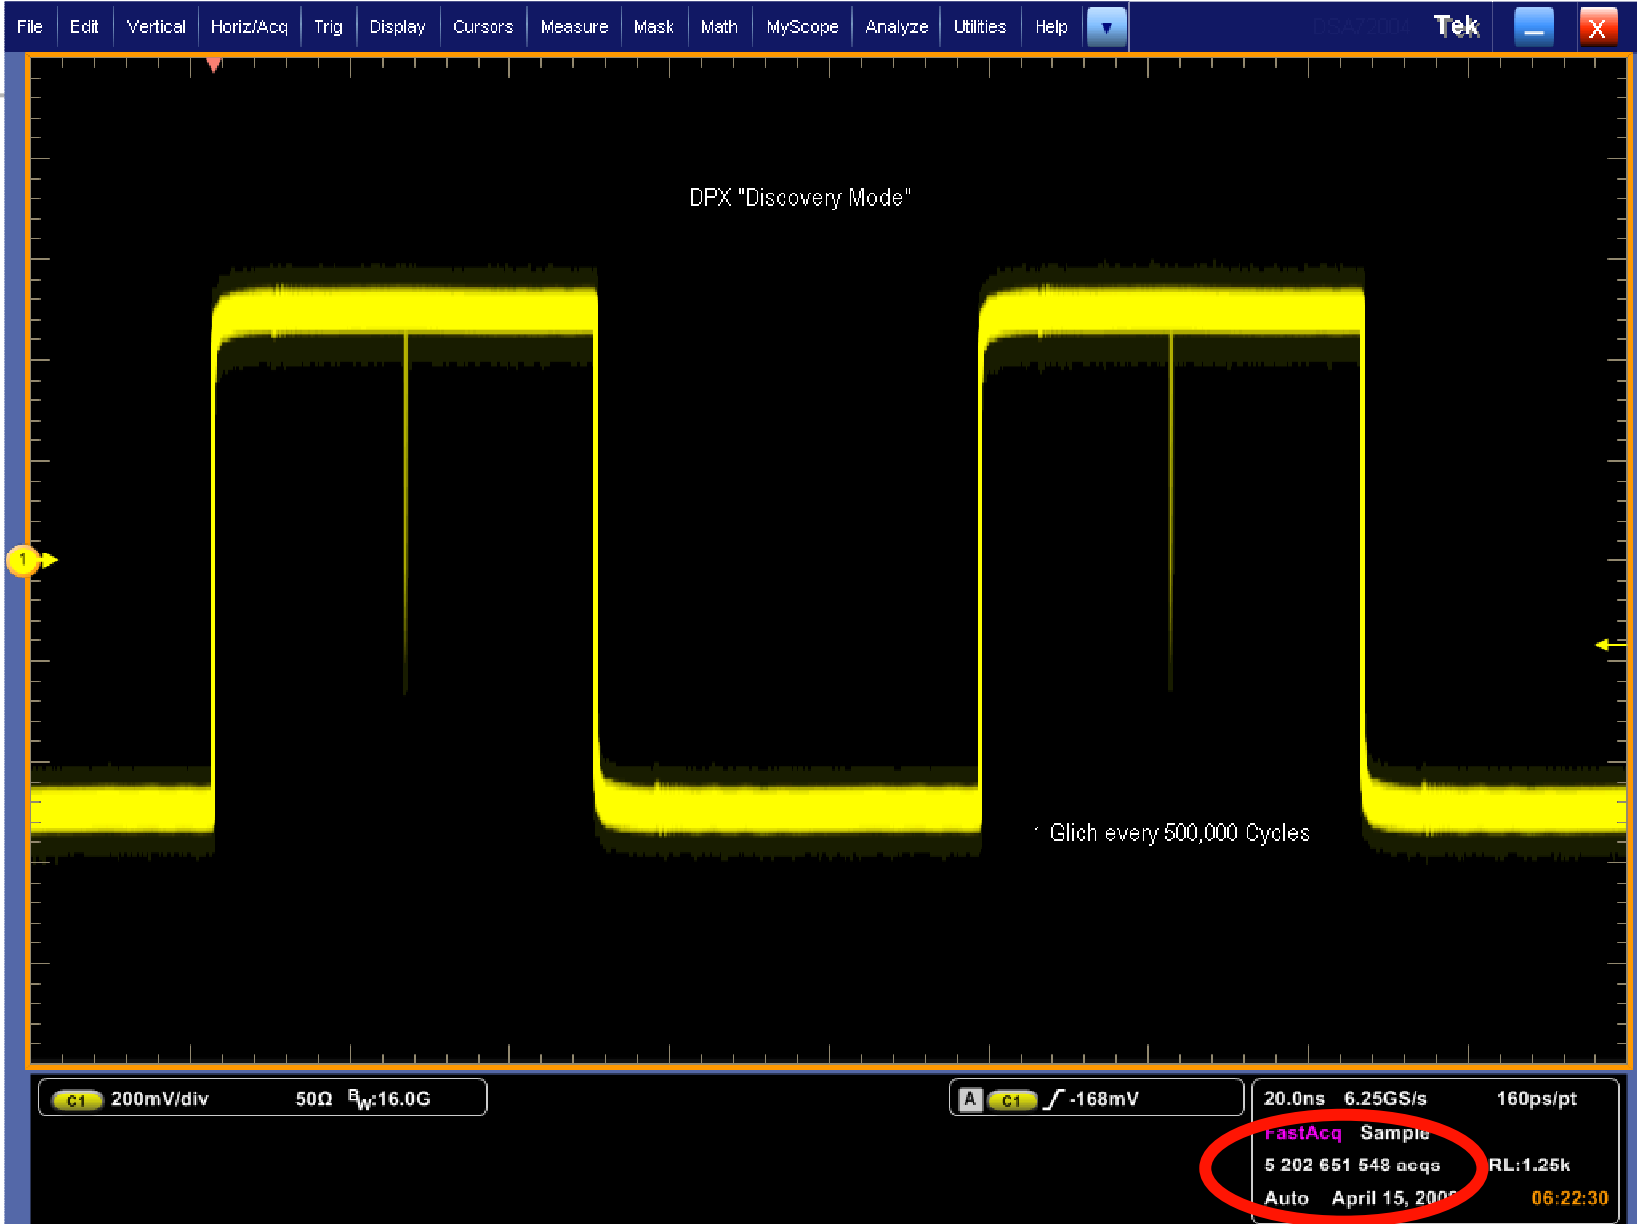 File Edit Vertical Horiz/Acq Trig Display Cursors Measure Mask Math MyScope Analyze Utilities Help DSA72004 Tek X
DPX "Discovery Mode"
1
Glich every 500,000 Cycles
C1 200mV/div 50Ω BW:16.0G
A C1 -168mV
20.0ns 6.25GS/s 160ps/pt
FastAcq Sample
5 202 651 548 acqs RL:1.25k
Auto April 15, 06:22:30